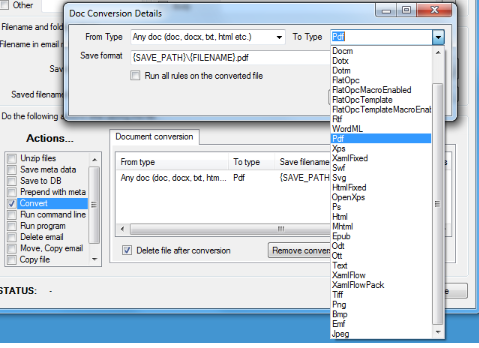 Other
Doc Conversion Details
Filename and fold
From Type
Any doc (doc, docx, txt, html etc.)
To Type
Pdf
Filename in email
Save format
{SAVE_PATH}\{FILENAME}.pdf
Run all rules on the converted file
Saved filename
Do the following a
Actions...
Unzip files
Save meta data
Save to DB
Prepend with meta
Convert
Run command line
Run program
Delete email
Move, Copy email
Copy file
Document conversion
From type
To type
Save filename
Any doc (doc, docx, txt, htm...
Pdf
{SAVE_PATH
Delete file after conversion
Remove conver
STATUS:
-
Docm
Dotx
Dotm
FlatOpc
FlatOpcMacroEnabled
FlatOpcTemplate
FlatOpcTemplateMacroEnabl
Rtf
WordML
Pdf
Xps
XamlFixed
Swf
Svg
HtmlFixed
OpenXps
Ps
Html
Mhtml
Epub
Odt
Ott
Text
XamlFlow
XamlFlowPack
Tiff
Png
Bmp
Emf
Jpeg